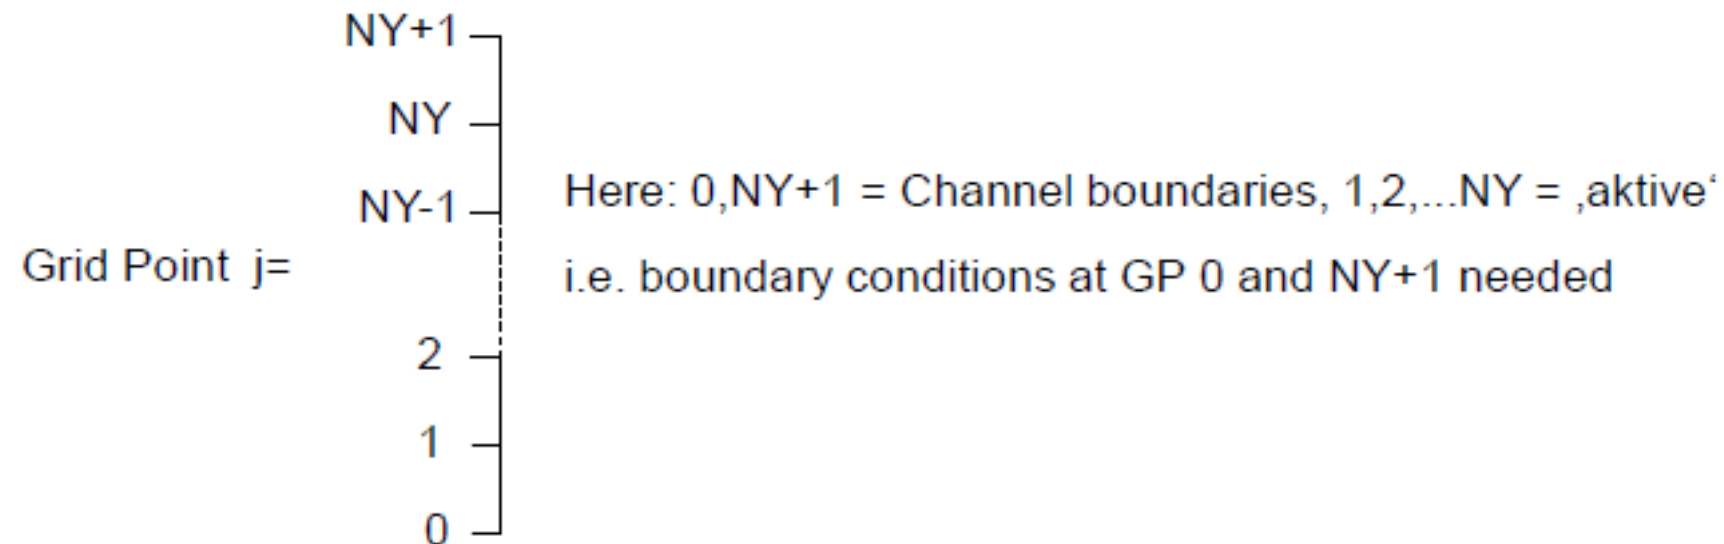 NY+1
NY
NY-1
Here: 0,NY+1 = Channel boundaries, 1,2,...NY = ‚aktive‘
Grid Point j=
i.e. boundary conditions at GP 0 and NY+1 needed
2
1
0